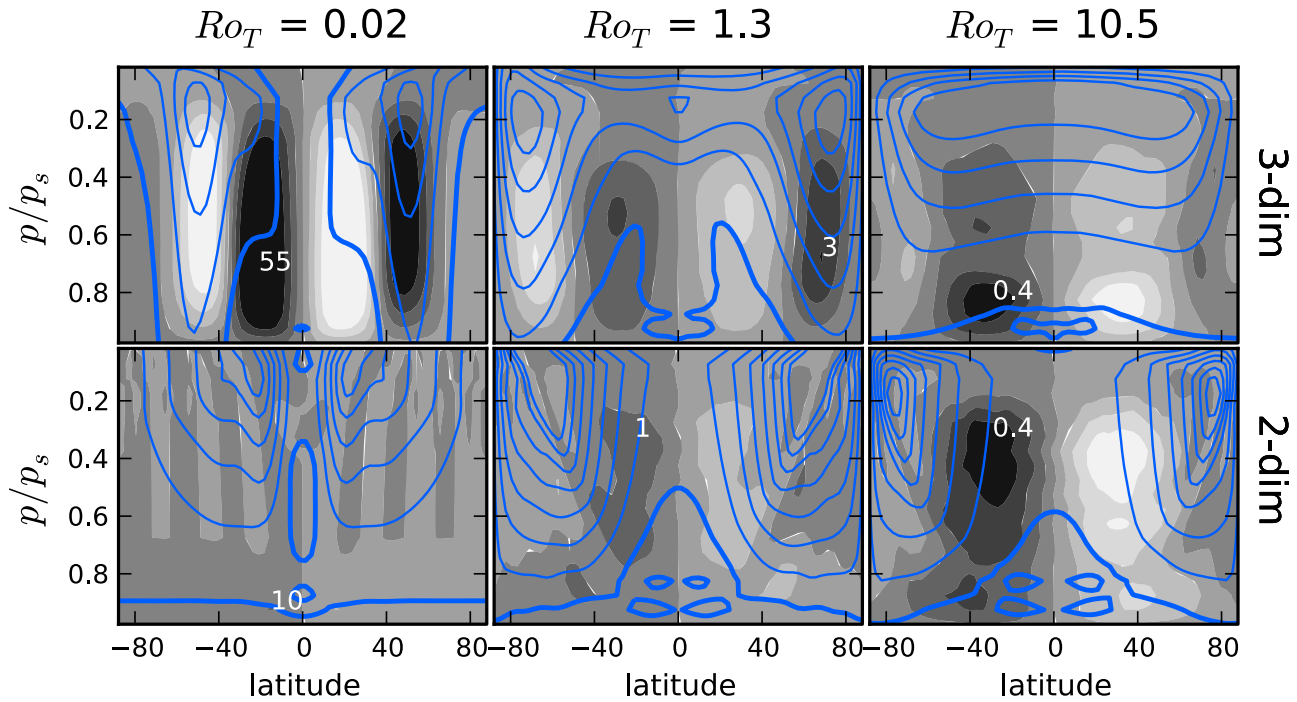 Ro_T = 0.02 Ro_T = 1.3 Ro_T = 10.5
0.2
0.4
0.6
0.8
p/p_s
55
3
0.4
3-dim
0.2
0.4
0.6
0.8
p/p_s
10
1
0.4
2-dim
−80 −40 0 40 80 −80 −40 0 40 80 −80 −40 0 40 80
latitude latitude latitude